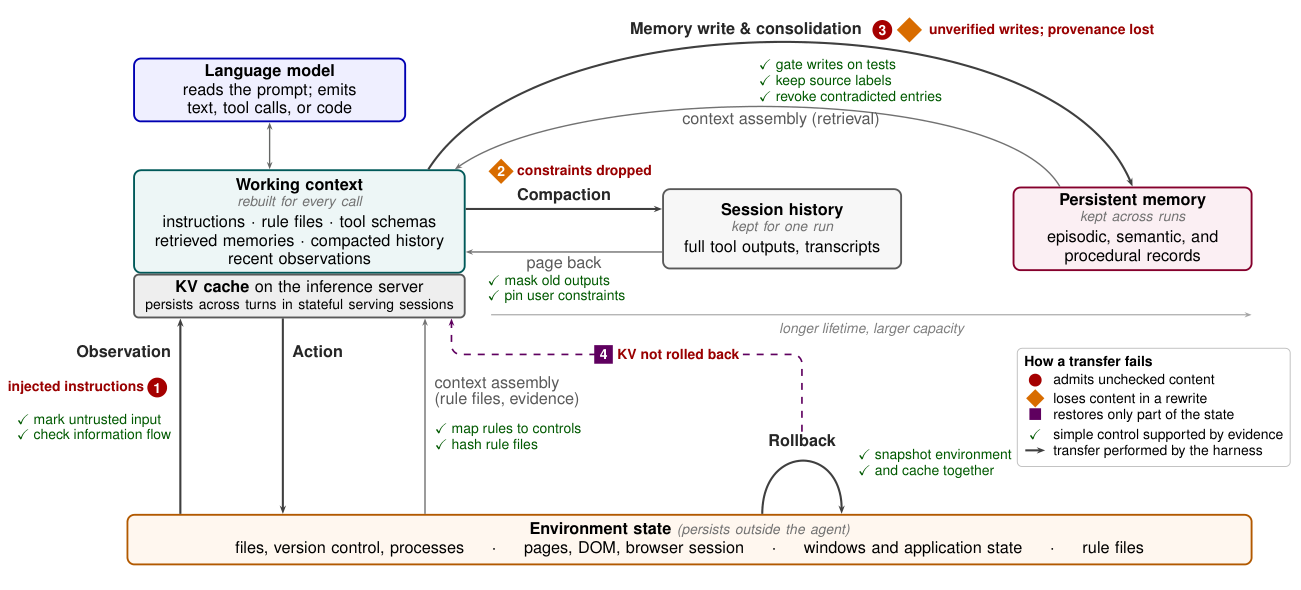 Memory write & consolidation 3 unverified writes; provenance lost
✓ gate writes on tests
✓ keep source labels
✓ revoke contradicted entries
context assembly (retrieval)
Language model
reads the prompt; emits
text, tool calls, or code
Working context
rebuilt for every call
instructions · rule files · tool schemas
retrieved memories · compacted history
recent observations
KV cache on the inference server
persists across turns in stateful serving sessions
2 constraints dropped
Compaction
page back
✓ mask old outputs
✓ pin user constraints
Session history
kept for one run
full tool outputs, transcripts
Persistent memory
kept across runs
episodic, semantic, and
procedural records
longer lifetime, larger capacity
Observation
injected instructions 1
✓ mark untrusted input
✓ check information flow
Action
context assembly
(rule files, evidence)
✓ map rules to controls
✓ hash rule files
4 KV not rolled back
Rollback
✓ snapshot environment
✓ and cache together
How a transfer fails
admits unchecked content
loses content in a rewrite
restores only part of the state
✓ simple control supported by evidence
transfer performed by the harness
Environment state (persists outside the agent)
files, version control, processes · pages, DOM, browser session · windows and application state · rule files